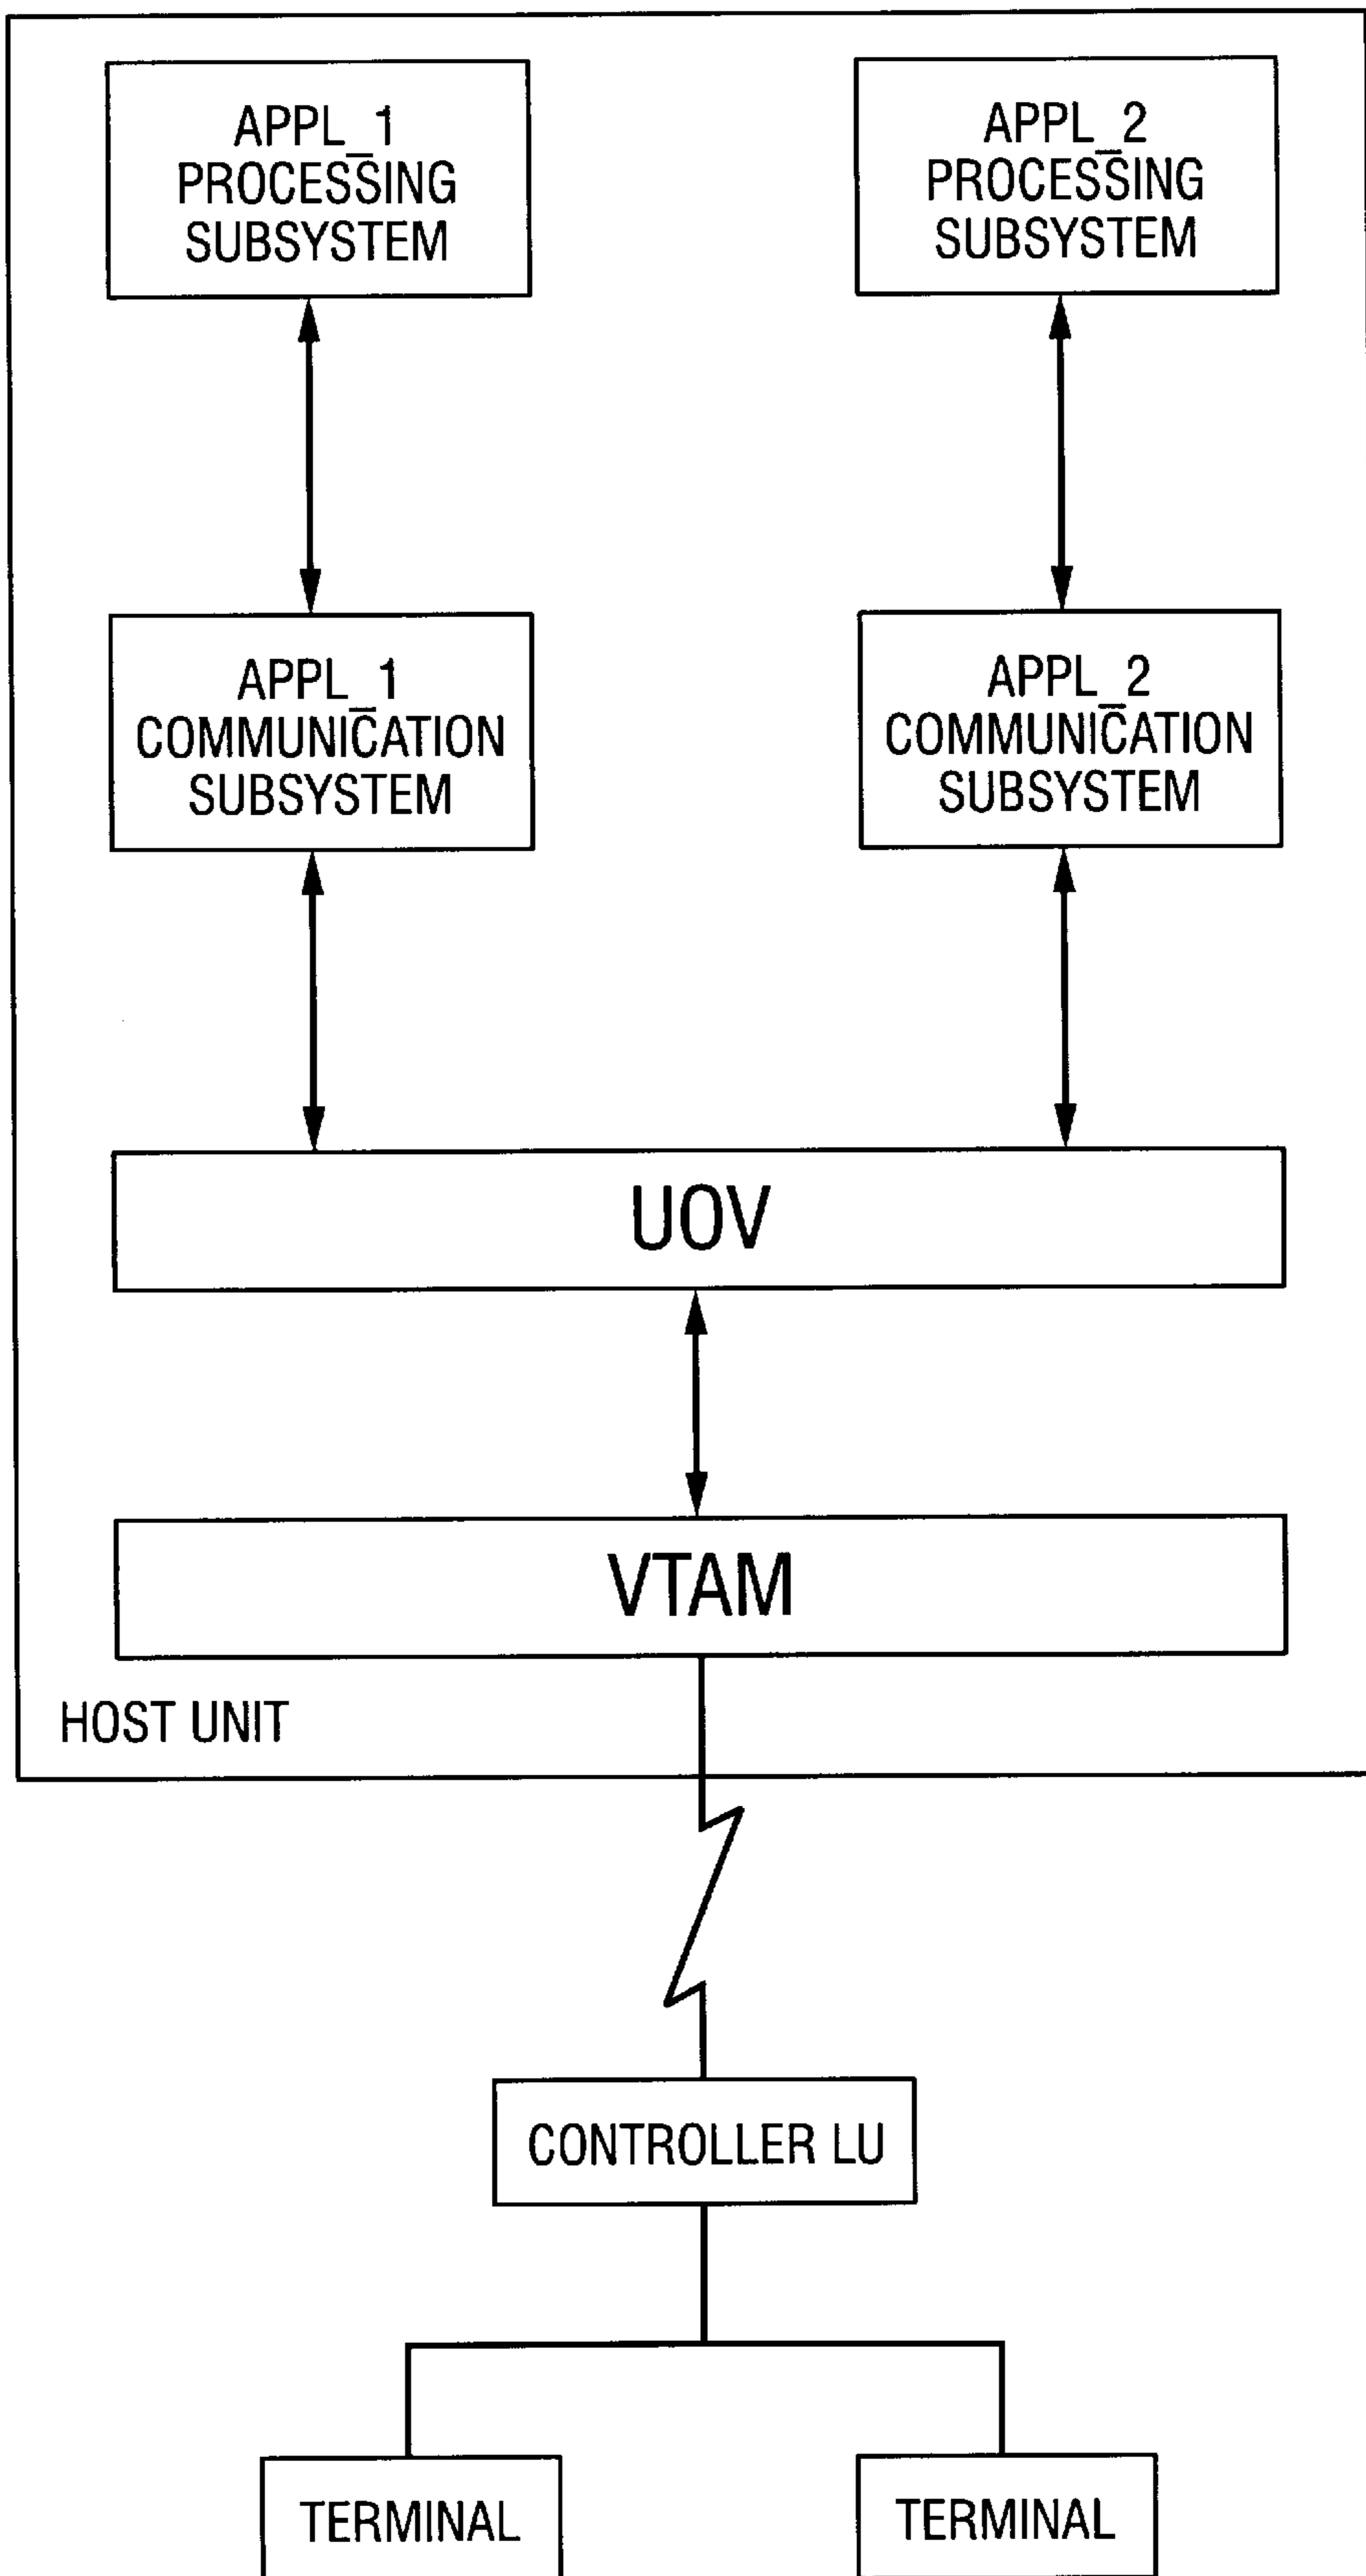 APPL_1
PROCESSING
SUBSYSTEM
APPL_2
PROCESSING
SUBSYSTEM
APPL_1
COMMUNICATION
SUBSYSTEM
APPL_2
COMMUNICATION
SUBSYSTEM
UOV
VTAM
HOST UNIT
CONTROLLER LU
TERMINAL
TERMINAL